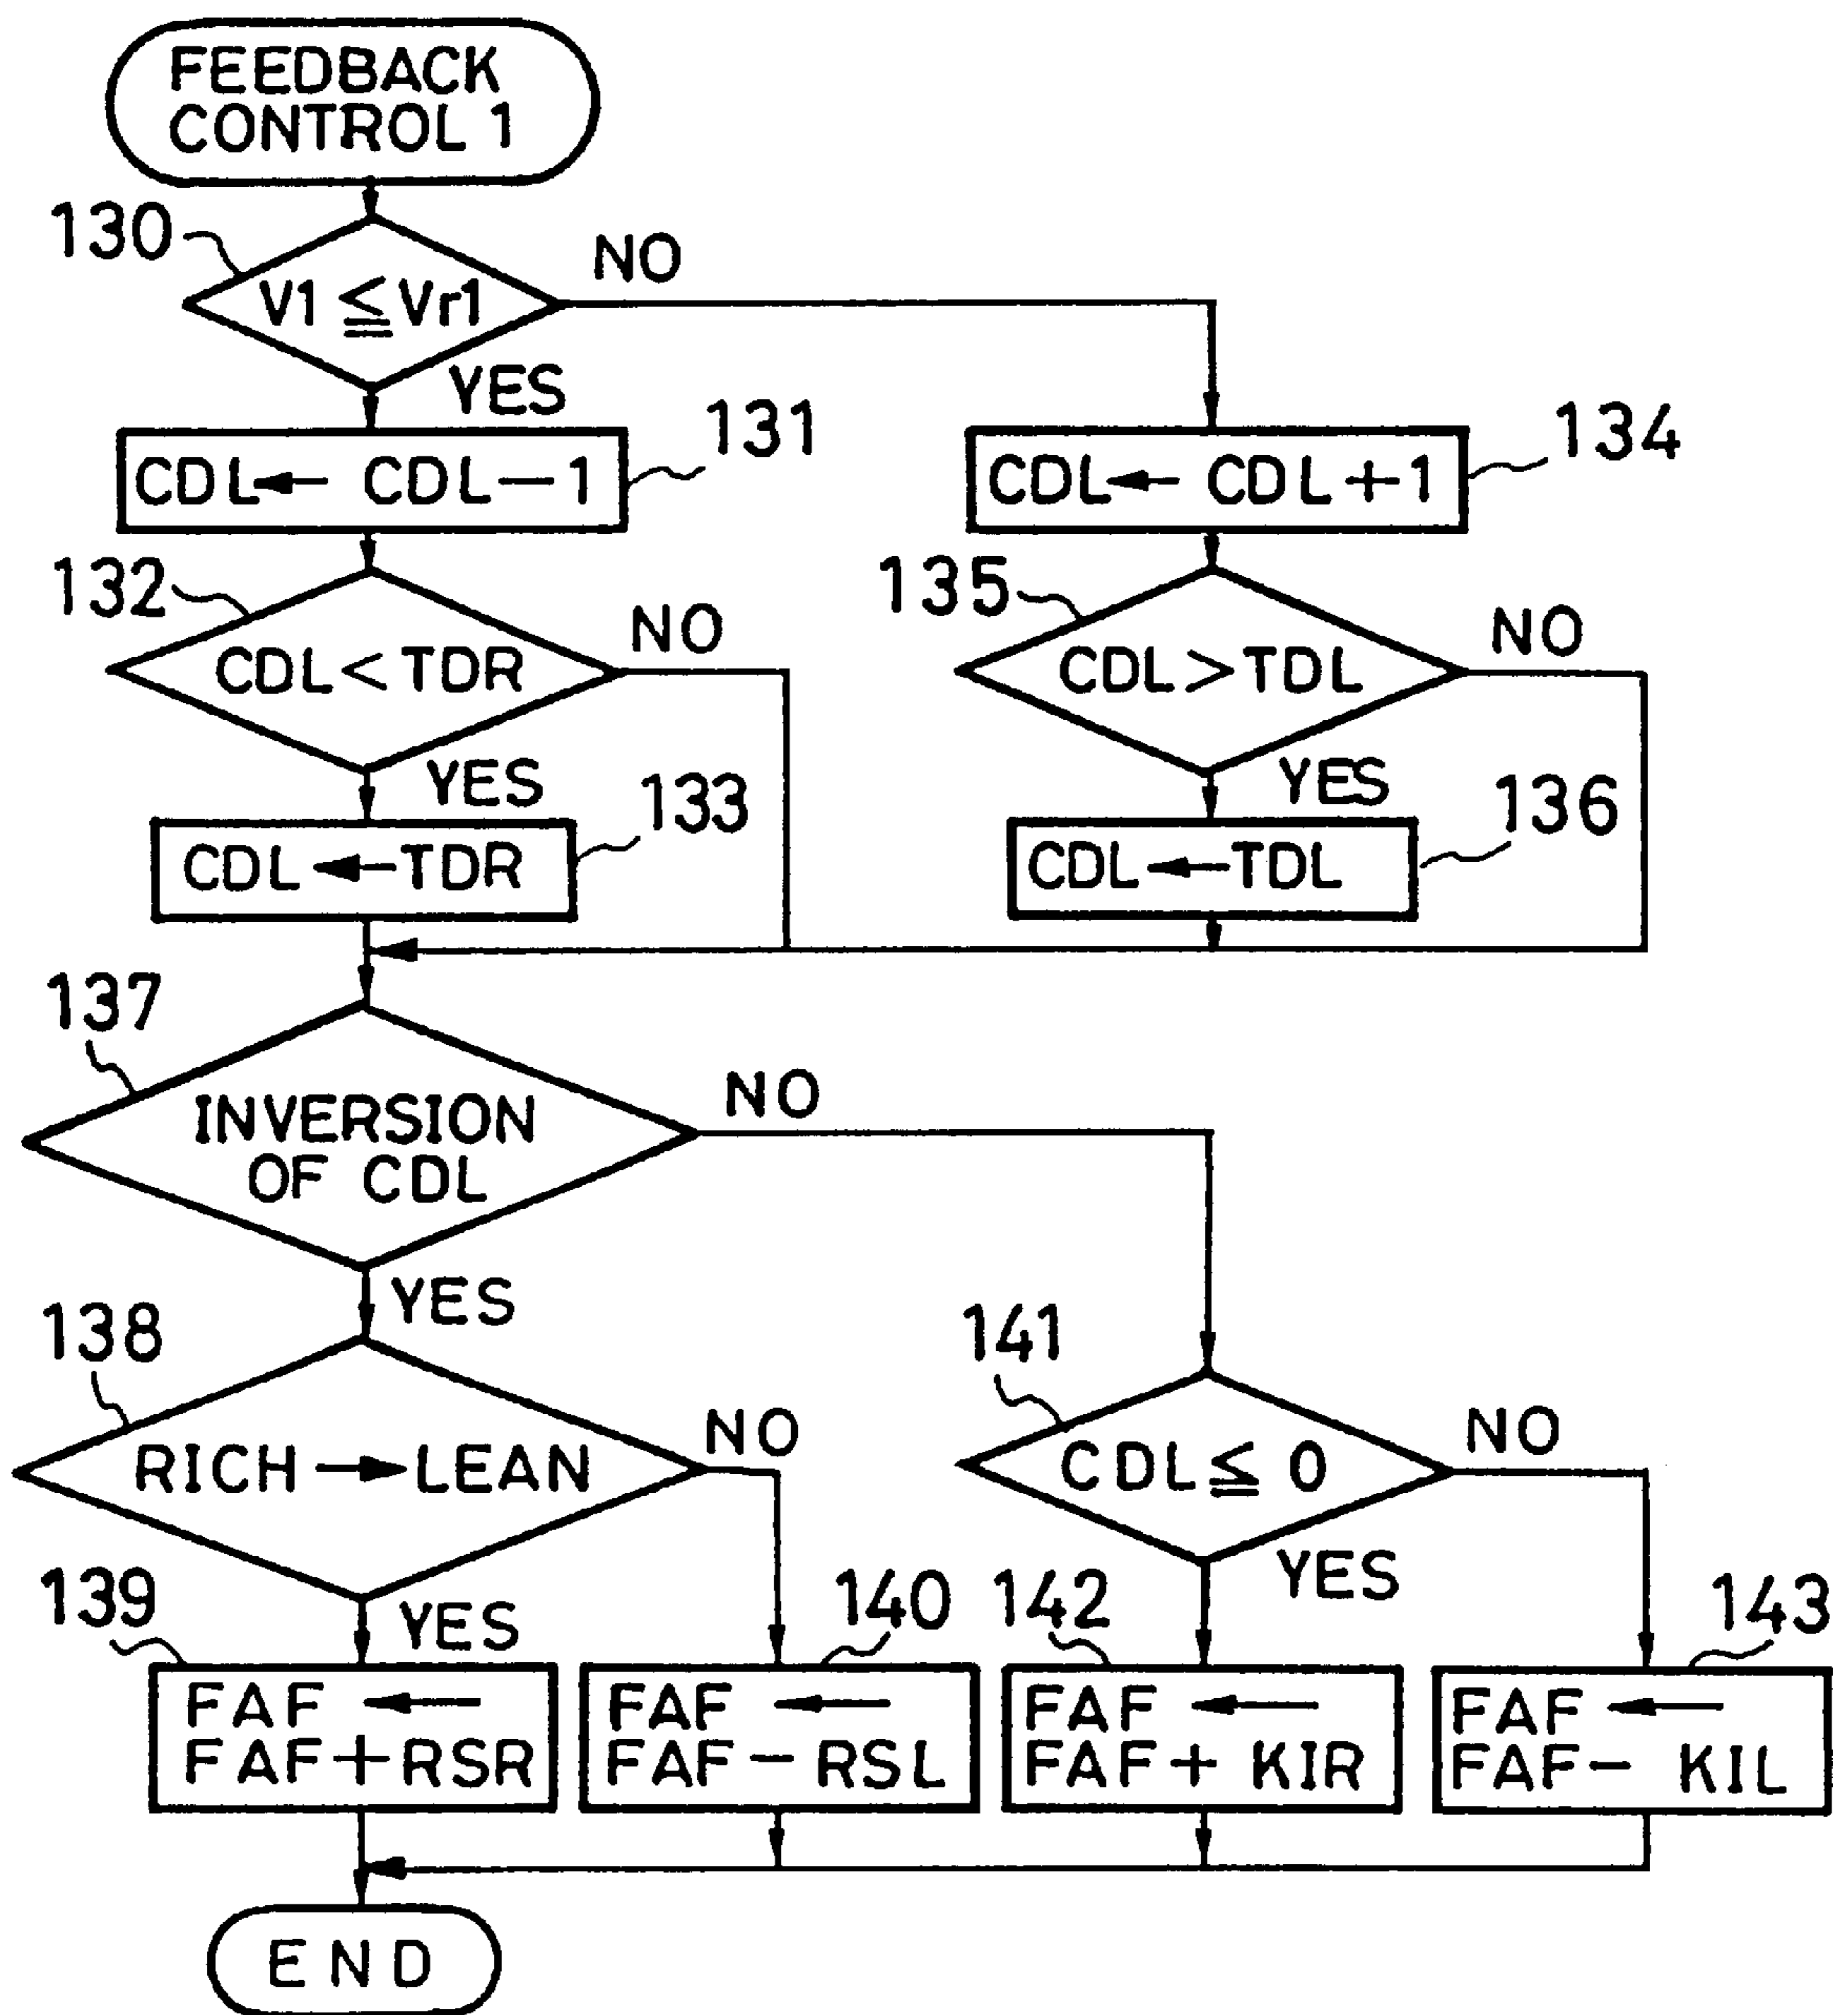 FEEDBACK
CONTROL 1
130
V1 ≦ Vr1
NO
YES
131
CDL ← CDL − 1
134
CDL ← CDL + 1
132
CDL < TDR
NO
YES
135
CDL > TDL
NO
YES
133
CDL ← TDR
136
CDL ← TDL
137
INVERSION
OF CDL
NO
YES
138
RICH → LEAN
NO
YES
141
CDL ≦ 0
NO
YES
139
FAF ←
FAF + RSR
140
FAF ←
FAF − RSL
142
FAF ←
FAF + KIR
143
FAF ←
FAF − KIL
END